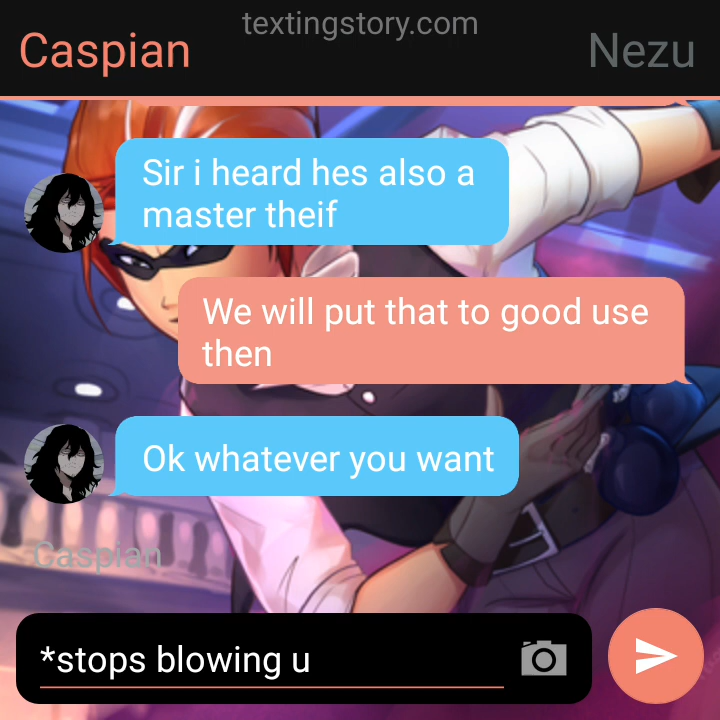 textingstory.com
Caspian
Nezu
Sir i heard hes also a
master theif
We will put that to good use
then
Ok whatever you want
Caspian
*stops blowing u